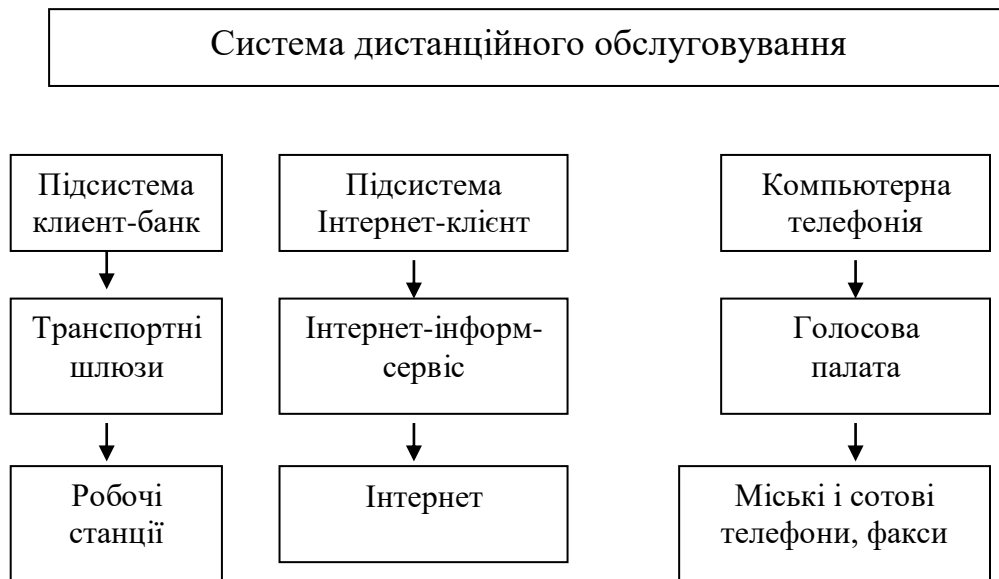 Система дистанційного обслуговування
Підсистема
клиент-банк
Підсистема
Інтернет-клієнт
Компьютерна
телефонія
Транспортні
шлюзи
Інтернет-інформ-
сервіс
Голосова
палата
Робочі
станції
Інтернет
Міські і сотові
телефони, факси